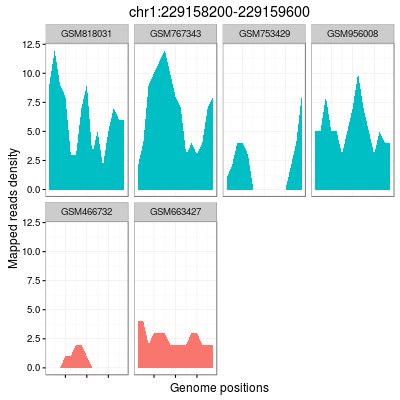 chr1:229158200-229159600
GSM818031 GSM767343 GSM753429 GSM956008
12.5
10.0
7.5
5.0
2.5
0.0
Mapped reads density
GSM466732 GSM663427
12.5
10.0
7.5
5.0
2.5
0.0
Genome positions